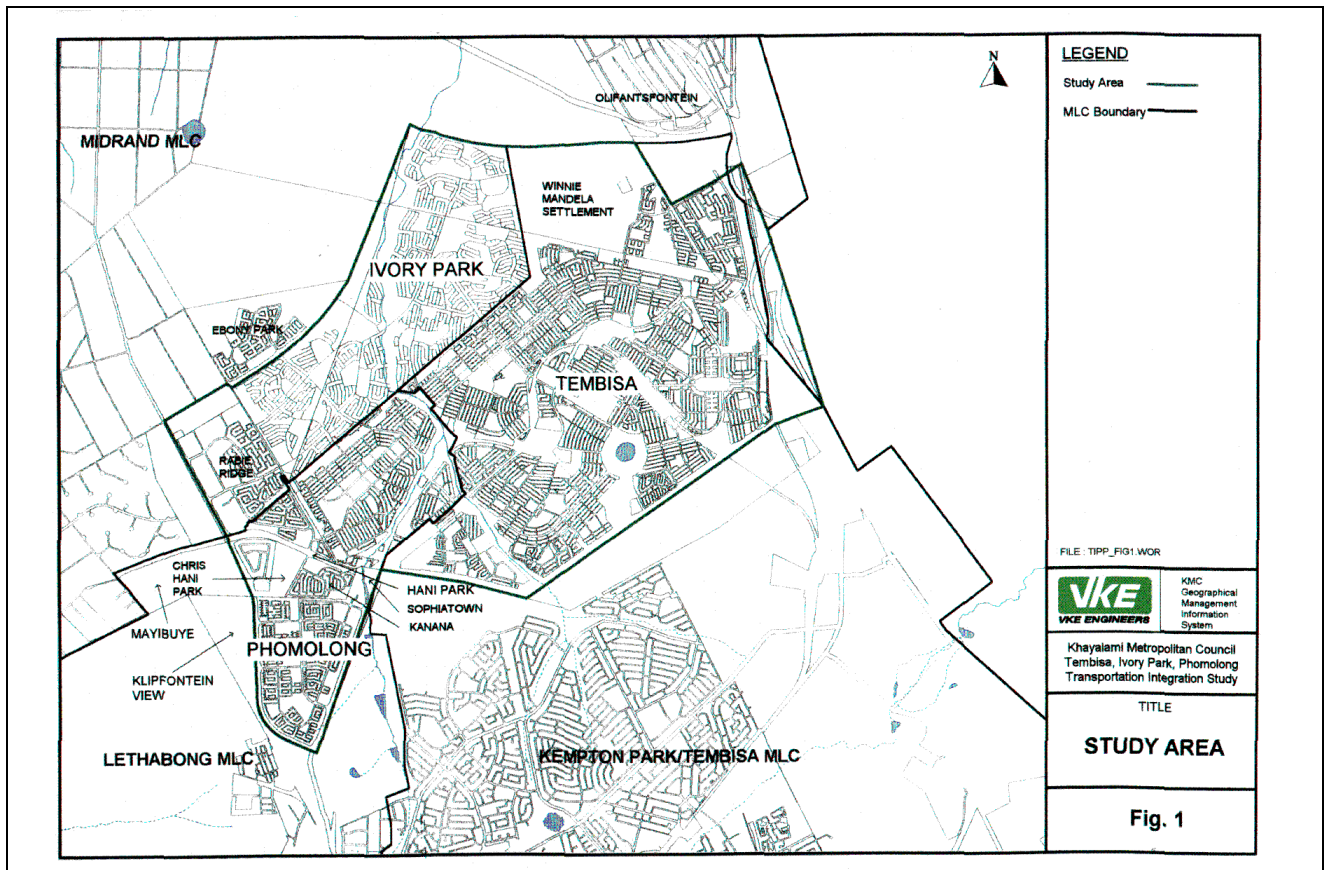 N
OLIFANTSFONTEIN
MIDRAND MLC
WINNIE
MANDELA
SETTLEMENT
IVORY PARK
EBONY PARK
TEMBISA
RABIE
RIDGE
CHRIS
HANI
PARK
HANI PARK
SOPHIATOWN
KANANA
MAYIBUYE
PHOMOLONG
KLIPFONTEIN
VIEW
LETHABONG MLC
KEMPTON PARK/TEMBISA MLC
LEGEND
Study Area
MLC Boundary
FILE : TIPP_FIG1.WOR
VKE
VKE ENGINEERS
KMC
Geographical
Management
Information
System
Khayalami Metropolitan Council
Tembisa, Ivory Park, Phomolong
Transportation Integration Study
TITLE
STUDY AREA
Fig. 1